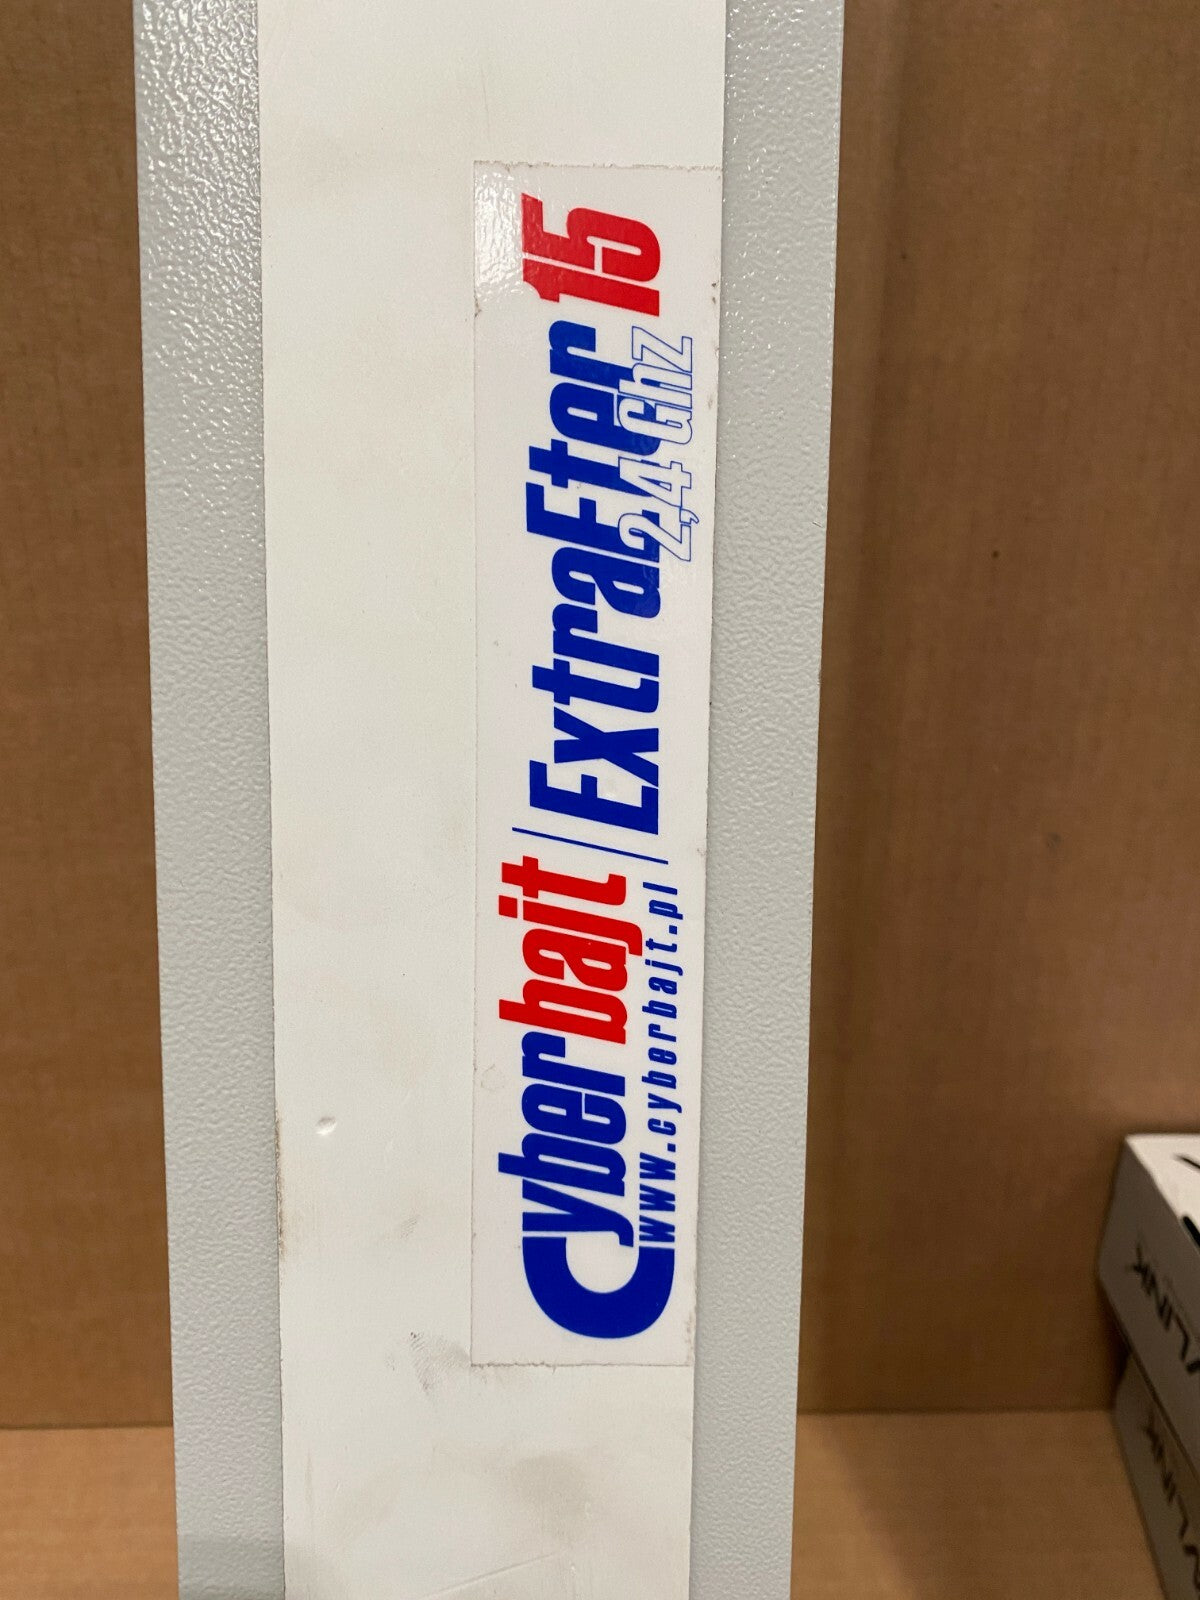 Cyberbajt
www.cyberbajt.pl
ExtraEter 15
2,4 Ghz